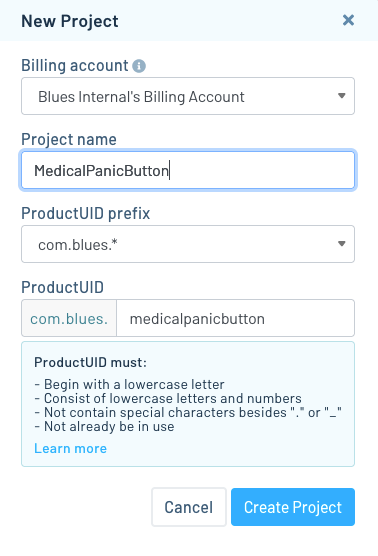 New Project
Billing account
Blues Internal's Billing Account
Project name
MedicalPanicButton
ProductUID prefix
com.blues.*
ProductUID
com.blues. medicalpanicbutton
ProductUID must:
- Begin with a lowercase letter
- Consist of lowercase letters and numbers
- Not contain special characters besides "." or "_"
- Not already be in use
Learn more
Cancel Create Project